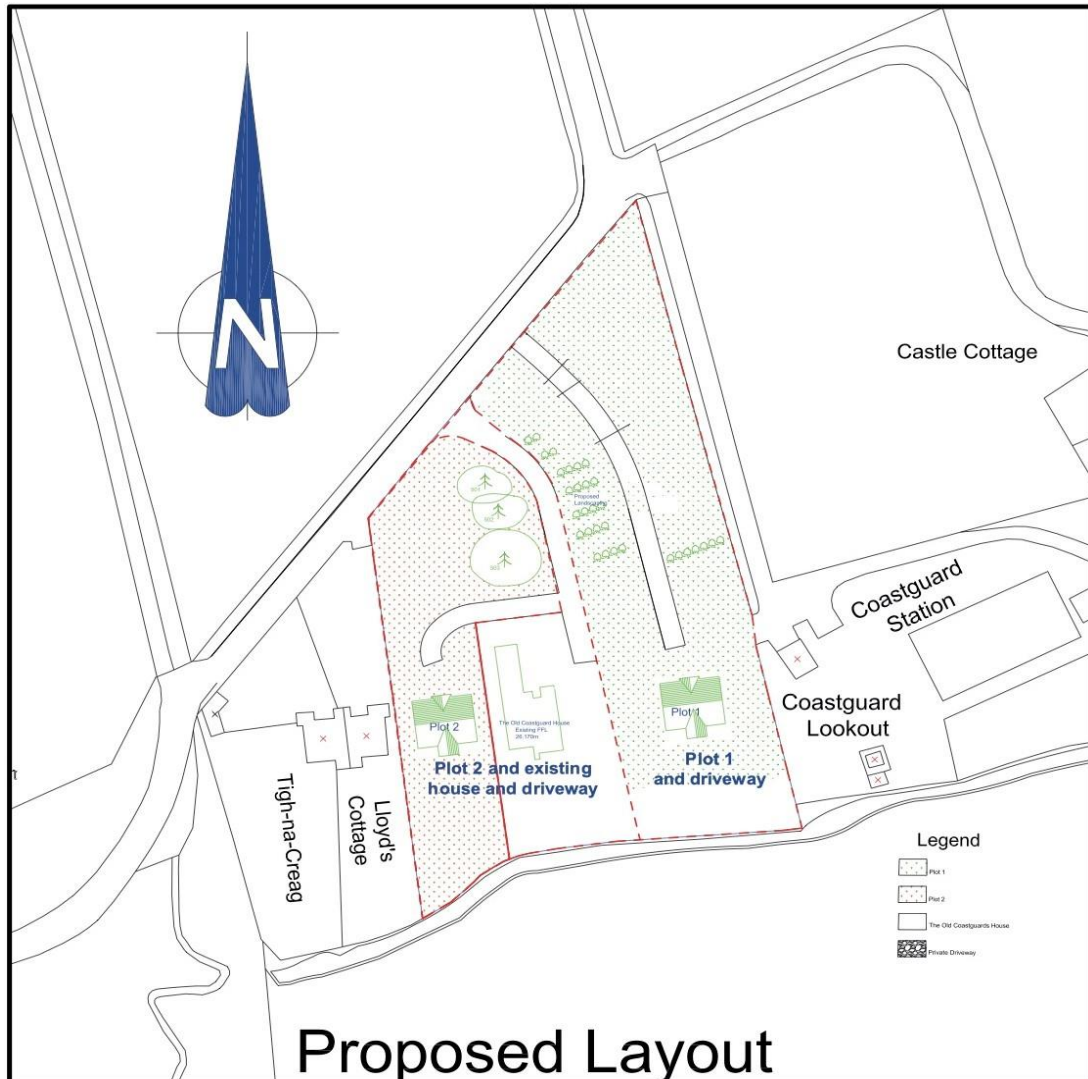 N
Castle Cottage
Proposed
Landscaping
Coastguard
Station
Coastguard
Lookout
Plot 2
The Old Coastguard House
Existing FFL
Plot 1
Plot 2 and existing
house and driveway
Plot 1
and driveway
Tigh-na-Creag
Lloyd's
Cottage
Legend
Plot 1
Plot 2
The Old Coastguards House
Private Driveway
Proposed Layout